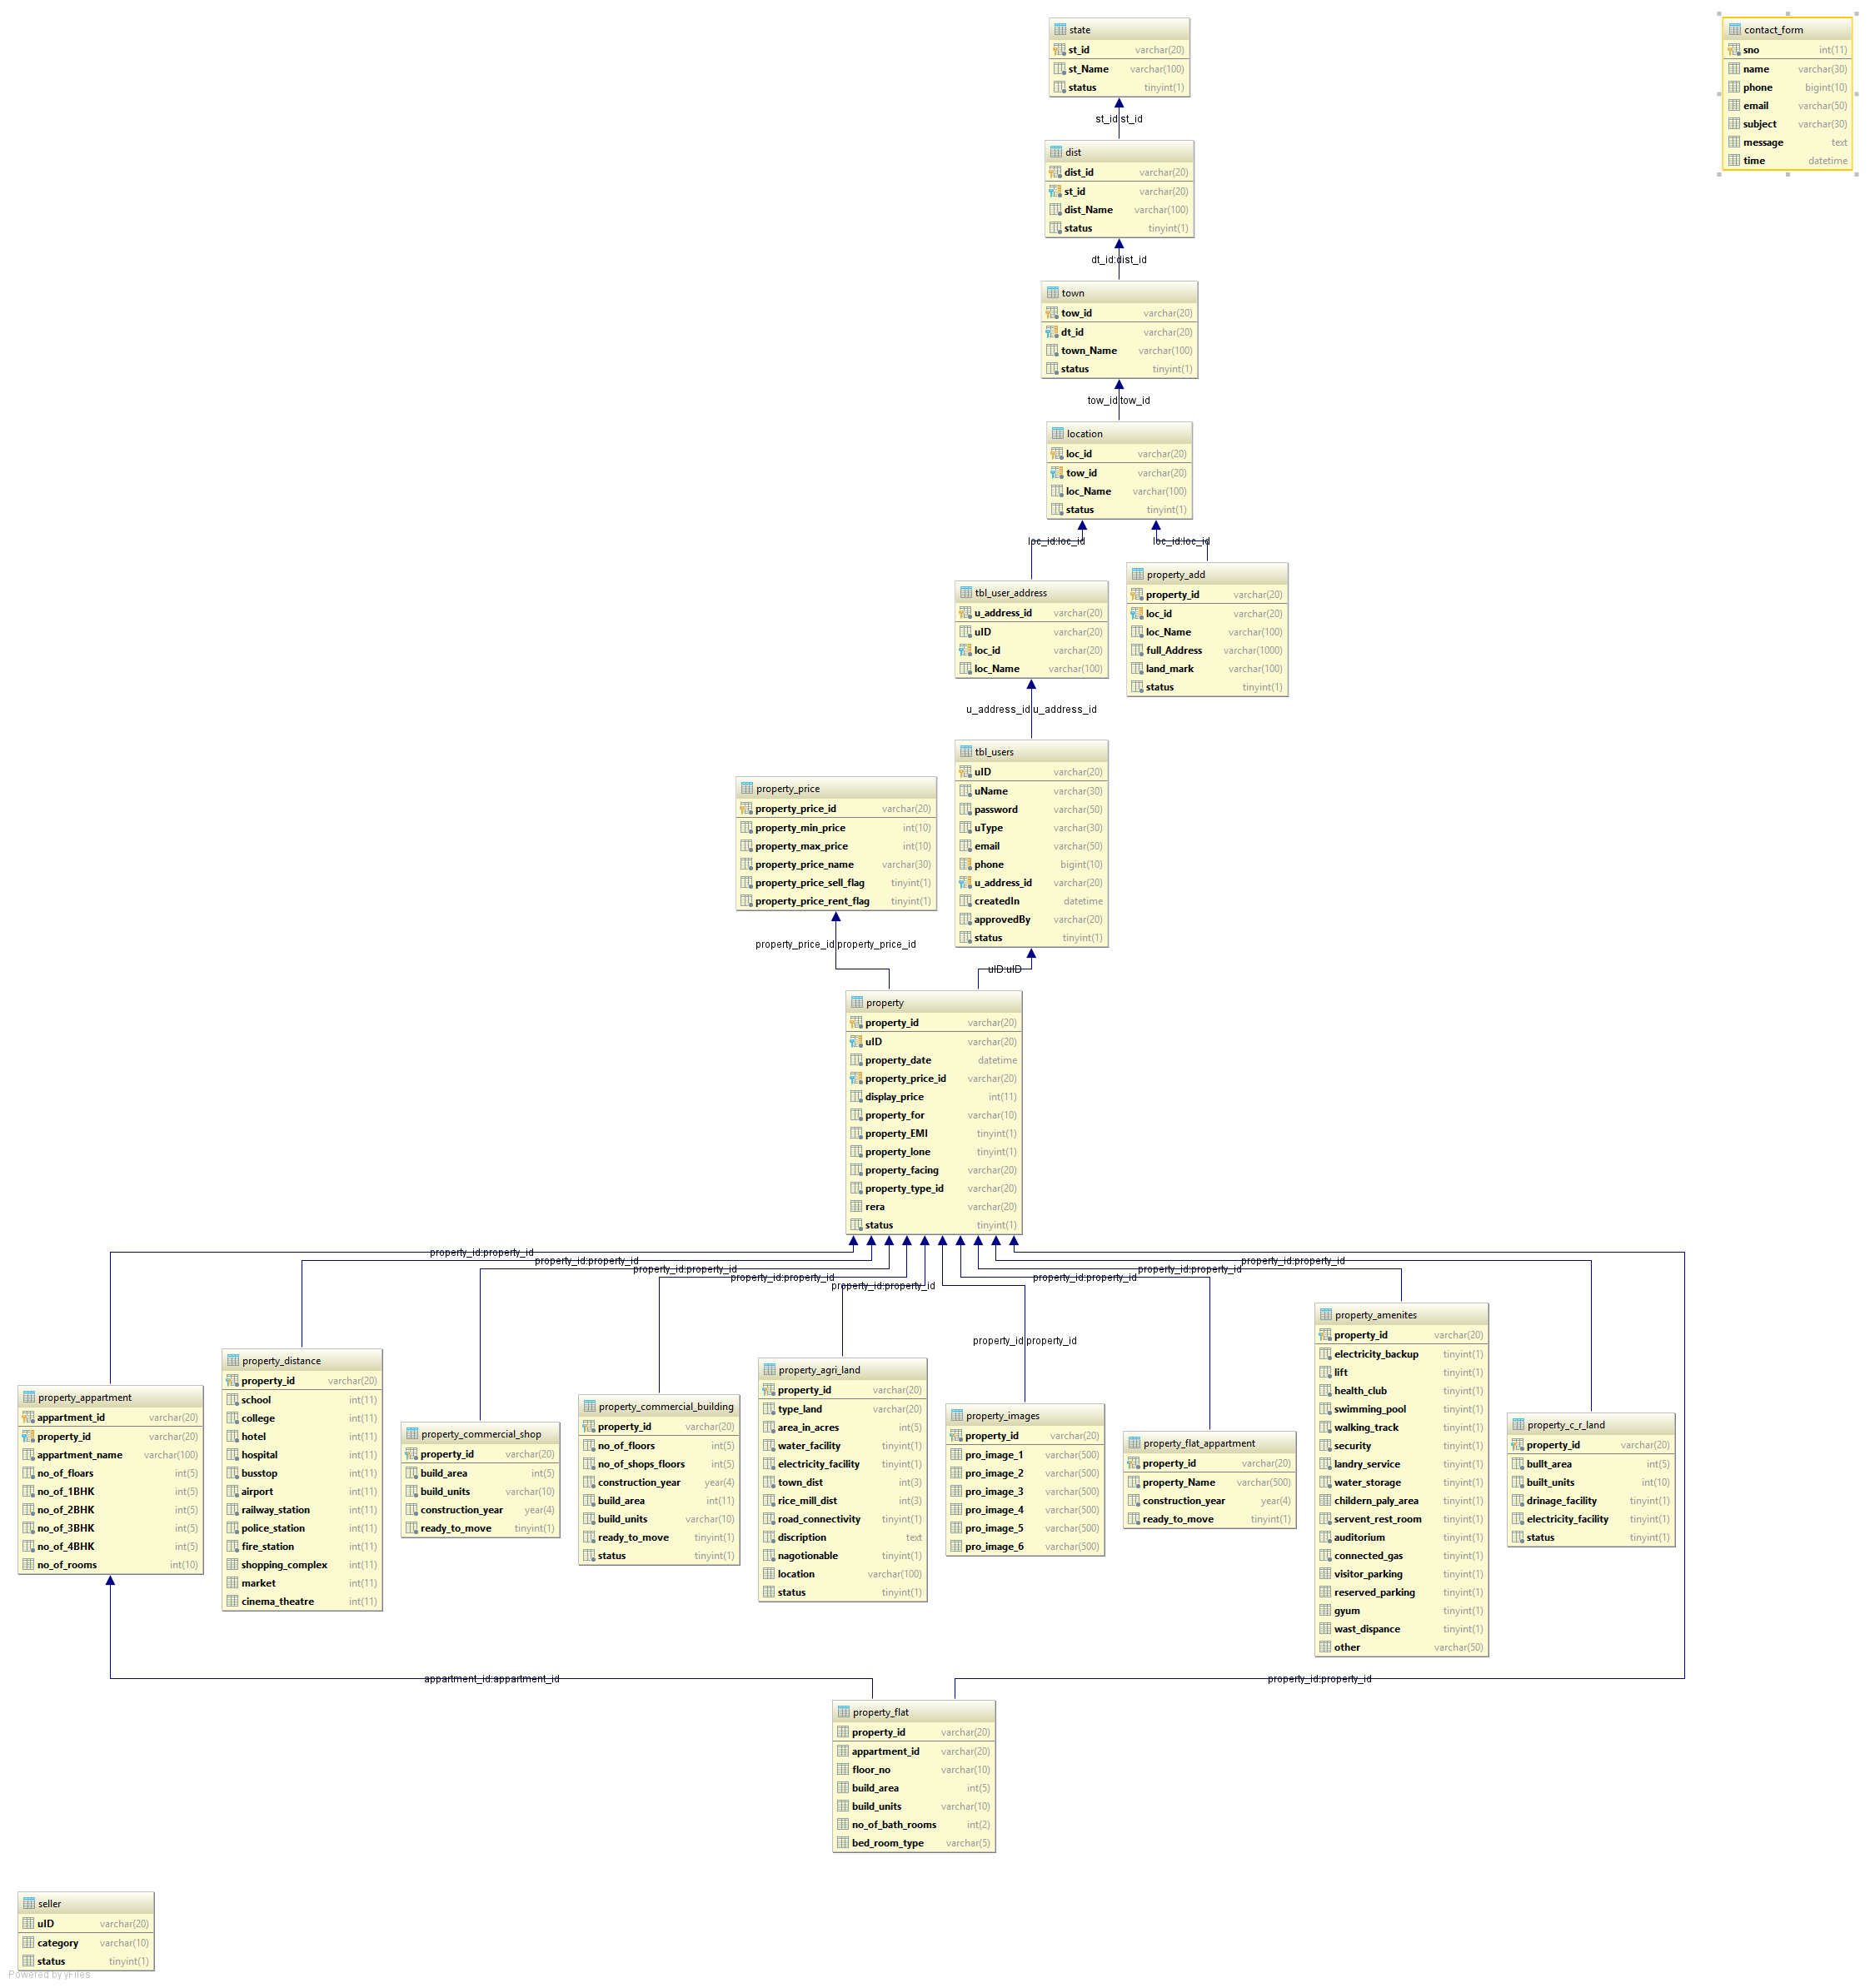 state
st_id varchar(20)
st_Name varchar(100)
status tinyint(1)
contact_form
sno int(11)
name varchar(30)
phone bigint(10)
email varchar(50)
subject varchar(30)
message text
time datetime
st_id:st_id
dist
dist_id varchar(20)
st_id varchar(20)
dist_Name varchar(100)
status tinyint(1)
dt_id:dist_id
town
tow_id varchar(20)
dt_id varchar(20)
town_Name varchar(100)
status tinyint(1)
tow_id:tow_id
location
loc_id varchar(20)
tow_id varchar(20)
loc_Name varchar(100)
status tinyint(1)
loc_id:loc_id
loc_id:loc_id
tbl_user_address
u_address_id varchar(20)
uID varchar(20)
loc_id varchar(20)
loc_Name varchar(100)
property_add
property_id varchar(20)
loc_id varchar(20)
loc_Name varchar(100)
full_Address varchar(1000)
land_mark varchar(100)
status tinyint(1)
u_address_id:u_address_id
property_price
property_price_id varchar(20)
property_min_price int(10)
property_max_price int(10)
property_price_name varchar(30)
property_price_sell_flag tinyint(1)
property_price_rent_flag tinyint(1)
tbl_users
uID varchar(20)
uName varchar(30)
password varchar(50)
uType varchar(30)
email varchar(50)
phone bigint(10)
u_address_id varchar(20)
createdIn datetime
approvedBy varchar(20)
status tinyint(1)
property_price_id:property_price_id
uID:uID
property
property_id varchar(20)
uID varchar(20)
property_date datetime
property_price_id varchar(20)
display_price int(11)
property_for varchar(10)
property_EMI tinyint(1)
property_lone tinyint(1)
property_facing varchar(20)
property_type_id varchar(20)
rera varchar(20)
status tinyint(1)
property_id:property_id
property_id:property_id
property_id:property_id
property_id:property_id
property_id:property_id
property_id:property_id
property_id:property_id
property_id:property_id
property_id:property_id
property_appartment
appartment_id varchar(20)
property_id varchar(20)
appartment_name varchar(100)
no_of_floars int(5)
no_of_1BHK int(5)
no_of_2BHK int(5)
no_of_3BHK int(5)
no_of_4BHK int(5)
no_of_rooms int(10)
property_distance
property_id varchar(20)
school int(11)
college int(11)
hotel int(11)
hospital int(11)
busstop int(11)
airport int(11)
railway_station int(11)
police_station int(11)
fire_station int(11)
shopping_complex int(11)
market int(11)
cinema_theatre int(11)
property_commercial_shop
property_id varchar(20)
build_area int(5)
build_units varchar(10)
construction_year year(4)
ready_to_move tinyint(1)
property_commercial_building
property_id varchar(20)
no_of_floors int(5)
no_of_shops_floors int(5)
construction_year year(4)
build_area int(11)
build_units varchar(10)
ready_to_move tinyint(1)
status tinyint(1)
property_agri_land
property_id varchar(20)
type_land varchar(20)
area_in_acres int(5)
water_facility tinyint(1)
electricity_facility tinyint(1)
town_dist int(3)
rice_mill_dist int(3)
road_connectivity tinyint(1)
discription text
nagotionable tinyint(1)
location varchar(100)
status tinyint(1)
property_images
property_id varchar(20)
pro_image_1 varchar(500)
pro_image_2 varchar(500)
pro_image_3 varchar(500)
pro_image_4 varchar(500)
pro_image_5 varchar(500)
pro_image_6 varchar(500)
property_flat_appartment
property_id varchar(20)
property_Name varchar(500)
construction_year year(4)
ready_to_move tinyint(1)
property_amenites
property_id varchar(20)
electricity_backup tinyint(1)
lift tinyint(1)
health_club tinyint(1)
swimming_pool tinyint(1)
walking_track tinyint(1)
security tinyint(1)
landry_service tinyint(1)
water_storage tinyint(1)
childern_paly_area tinyint(1)
servent_rest_room tinyint(1)
auditorium tinyint(1)
connected_gas tinyint(1)
visitor_parking tinyint(1)
reserved_parking tinyint(1)
gyum tinyint(1)
wast_dispance tinyint(1)
other varchar(50)
property_c_r_land
property_id varchar(20)
bullt_area int(5)
built_units int(10)
drinage_facility tinyint(1)
electricity_facility tinyint(1)
status tinyint(1)
appartment_id:appartment_id
property_id:property_id
property_flat
property_id varchar(20)
appartment_id varchar(20)
floor_no varchar(10)
build_area int(5)
build_units varchar(10)
no_of_bath_rooms int(2)
bed_room_type varchar(5)
seller
uID varchar(20)
category varchar(10)
status tinyint(1)
Powered by yFiles